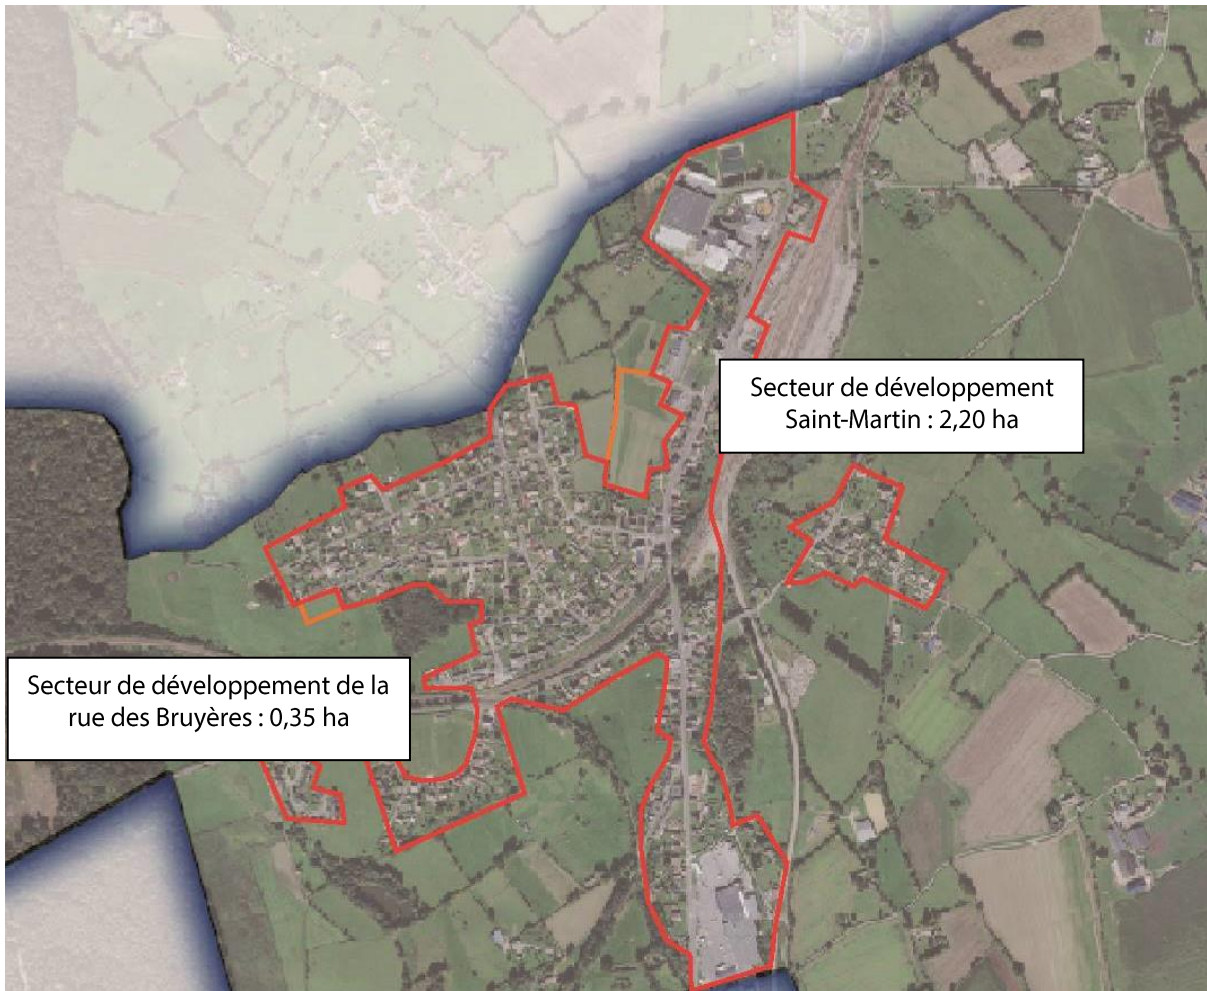 Secteur de développement
Saint-Martin : 2,20 ha
Secteur de développement de la
rue des Bruyères : 0,35 ha